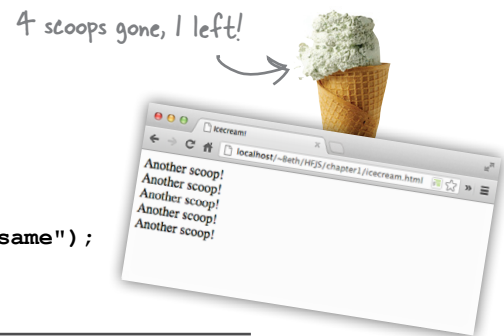 4 scoops gone, 1 left!
Icecream!
localhost/~Beth/HFJS/chapter1/icecream.html
Another scoop!
Another scoop!
Another scoop!
Another scoop!
Another scoop!
same");